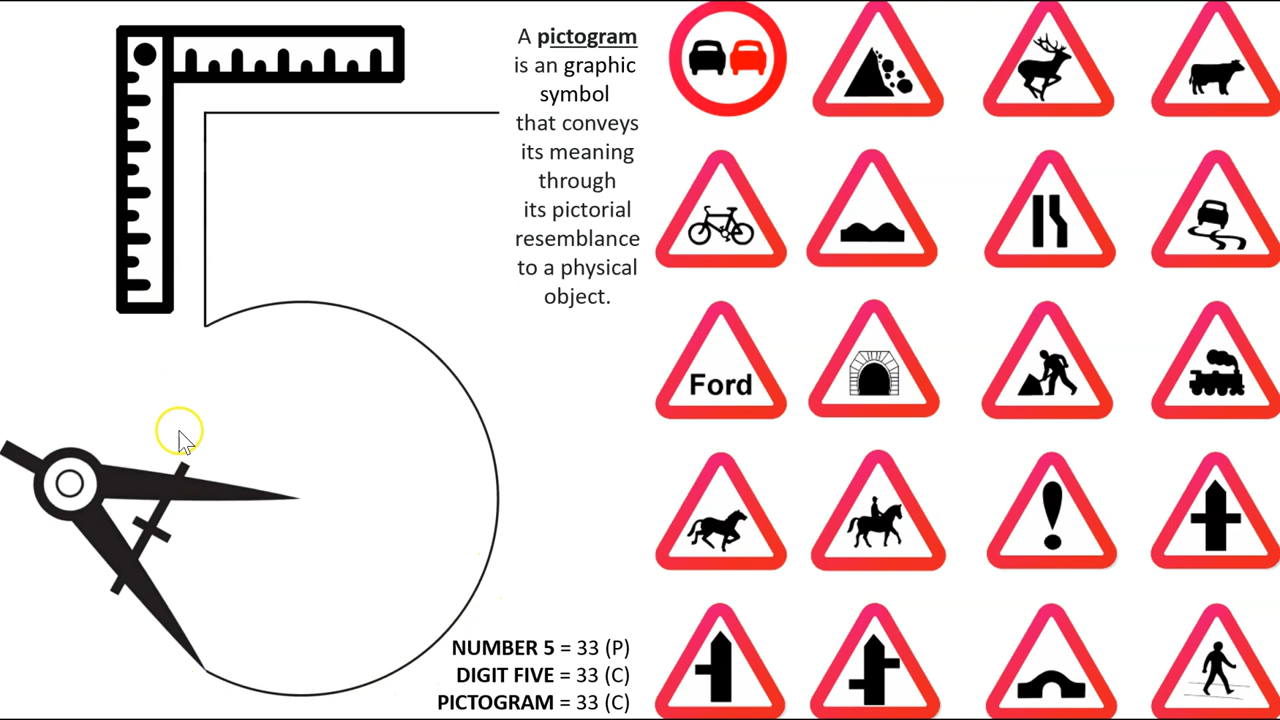 A pictogram
is an graphic
symbol
that conveys
its meaning
through
its pictorial
resemblance
to a physical
object.
Ford
NUMBER 5 = 33 (P)
DIGIT FIVE = 33 (C)
PICTOGRAM = 33 (C)